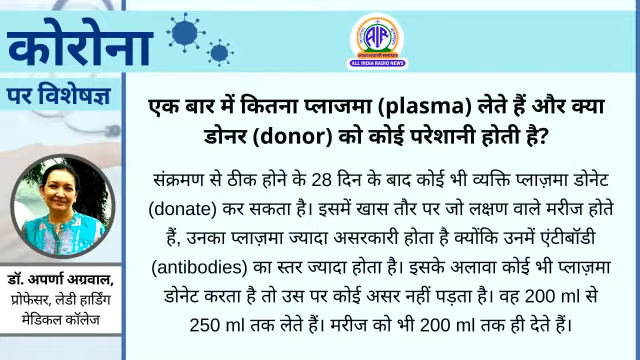 कोरोना
पर विशेषज्ञ
AIR
ALL INDIA RADIO NEWS
एक बार में कितना प्लाजमा (plasma) लेते हैं और क्या
डोनर (donor) को कोई परेशानी होती है?
संक्रमण से ठीक होने के 28 दिन के बाद कोई भी व्यक्ति प्लाज़मा डोनेट
(donate) कर सकता है। इसमें खास तौर पर जो लक्षण वाले मरीज होते
हैं, उनका प्लाज़मा ज्यादा असरकारी होता है क्योंकि उनमें एंटीबॉडी
(antibodies) का स्तर ज्यादा होता है। इसके अलावा कोई भी प्लाज़मा
डोनेट करता है तो उस पर कोई असर नहीं पड़ता है। वह 200 ml से
250 ml तक लेते हैं। मरीज को भी 200 ml तक ही देते हैं।
डॉ. अपर्णा अग्रवाल,
प्रोफेसर, लेडी हार्डिंग
मेडिकल कॉलेज